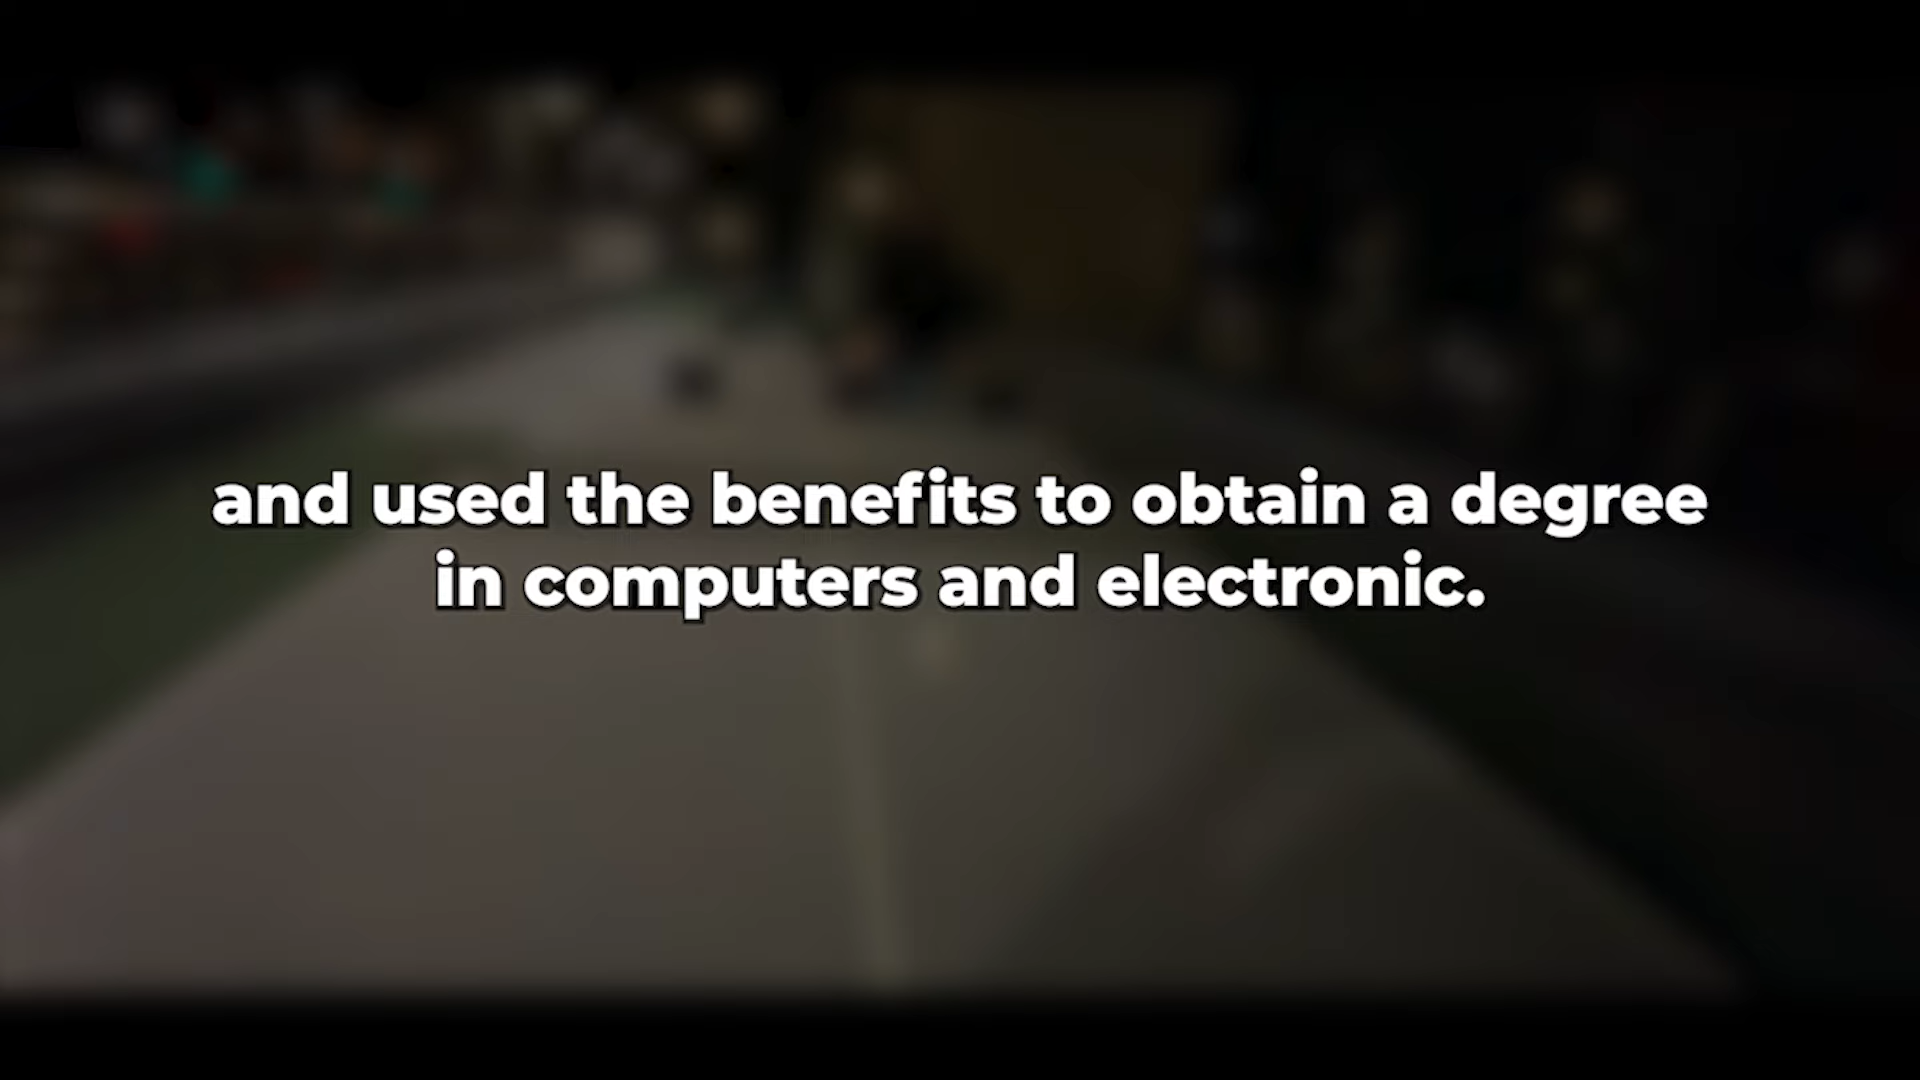 and used the benefits to obtain a degree
in computers and electronic.